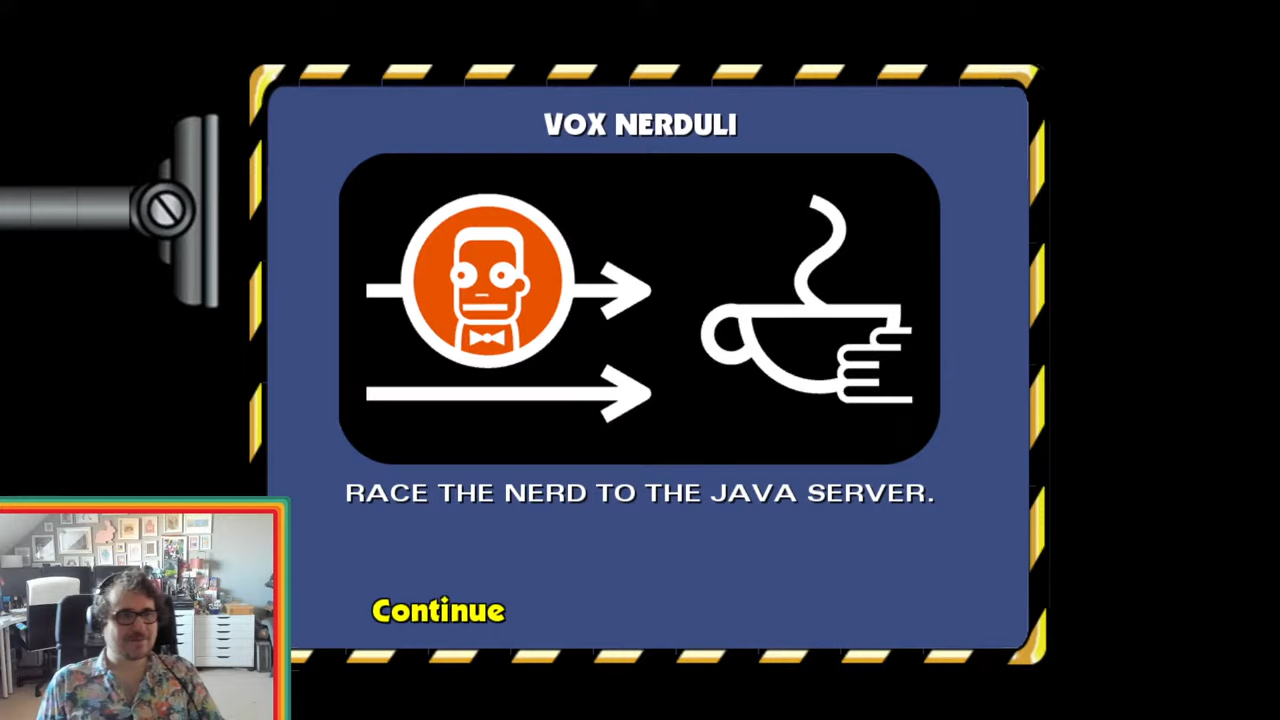 VOX NERDULI
RACE THE NERD TO THE JAVA SERVER.
Continue